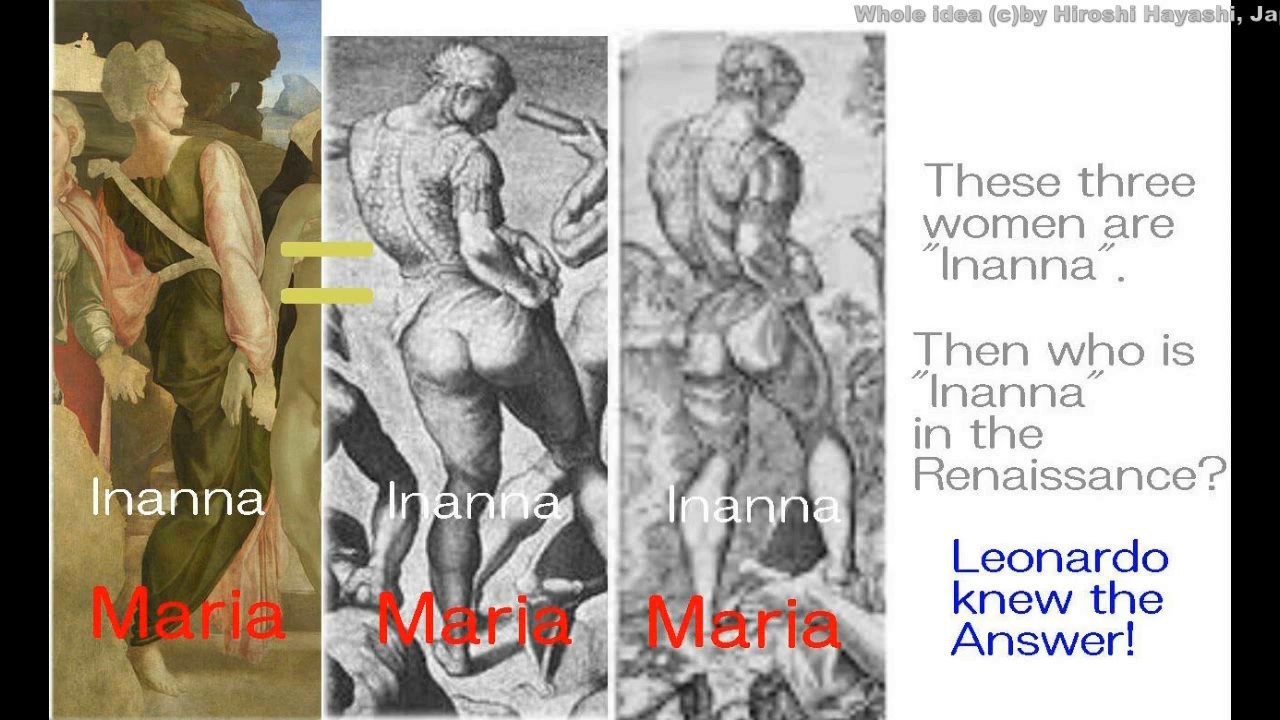 Whole idea (c)by Hiroshi Hayashi, Ja
These three
women are
"Inanna".
Then who is
"Inanna"
in the
Renaissance?
Leonardo
knew the
Answer!
Inanna
Inanna
Inanna
Maria
Maria
Maria